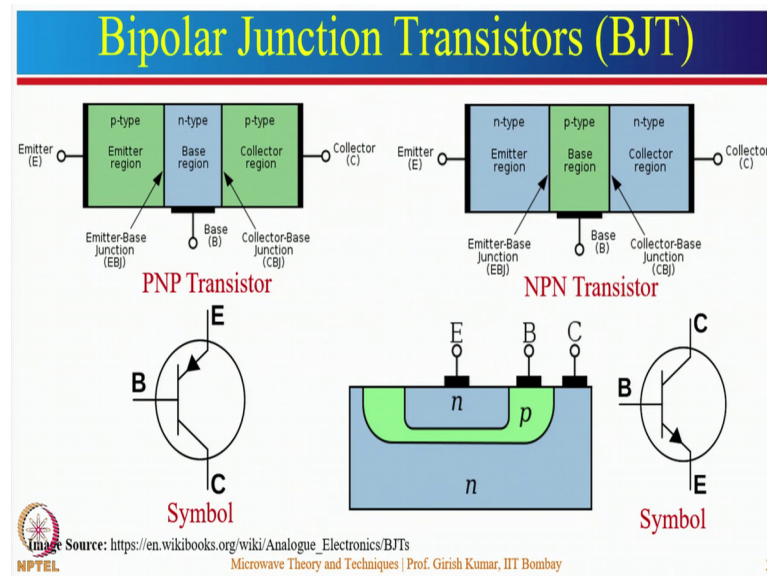 Bipolar Junction Transistors (BJT)
p-type n-type p-type
Emitter (E)
Emitter region
Base region
Collector region
Collector (C)
Emitter-Base Junction (EBJ)
Base (B)
Collector-Base Junction (CBJ)
PNP Transistor
n-type p-type n-type
Emitter (E)
Emitter region
Base region
Collector region
Collector (C)
Emitter-Base Junction (EBJ)
Base (B)
Collector-Base Junction (CBJ)
NPN Transistor
E
B
C
Symbol
E B C
n
p
n
C
B
E
Symbol
Image Source: https://en.wikibooks.org/wiki/Analogue_Electronics/BJTs
NPTEL
Microwave Theory and Techniques | Prof. Girish Kumar, IIT Bombay